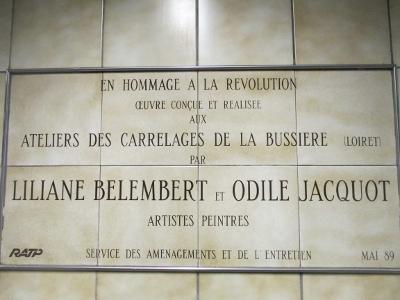 EN HOMMAGE A LA REVOLUTION
ŒUVRE CONÇUE ET REALISEE
AUX
ATELIERS DES CARRELAGES DE LA BUSSIERE (LOIRET)
PAR
LILIANE BELEMBERT ET ODILE JACQUOT
ARTISTES PEINTRES
RATP SERVICE DES AMENAGEMENTS ET DE L'ENTRETIEN MAI 89